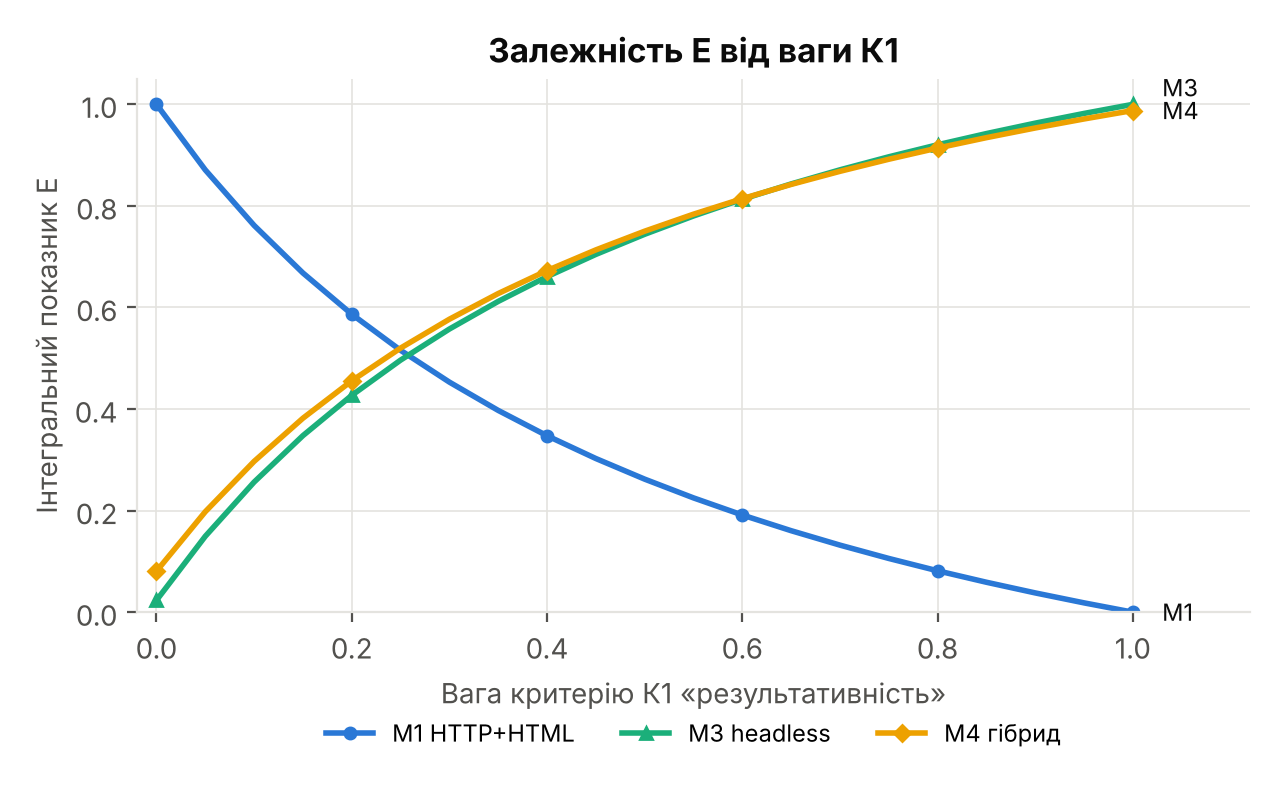 Залежність E від ваги К1
Інтегральний показник E
1.0
0.8
0.6
0.4
0.2
0.0
M3
M4
M1
0.0 0.2 0.4 0.6 0.8 1.0
Вага критерію К1 «результативність»
M1 HTTP+HTML M3 headless M4 гібрид